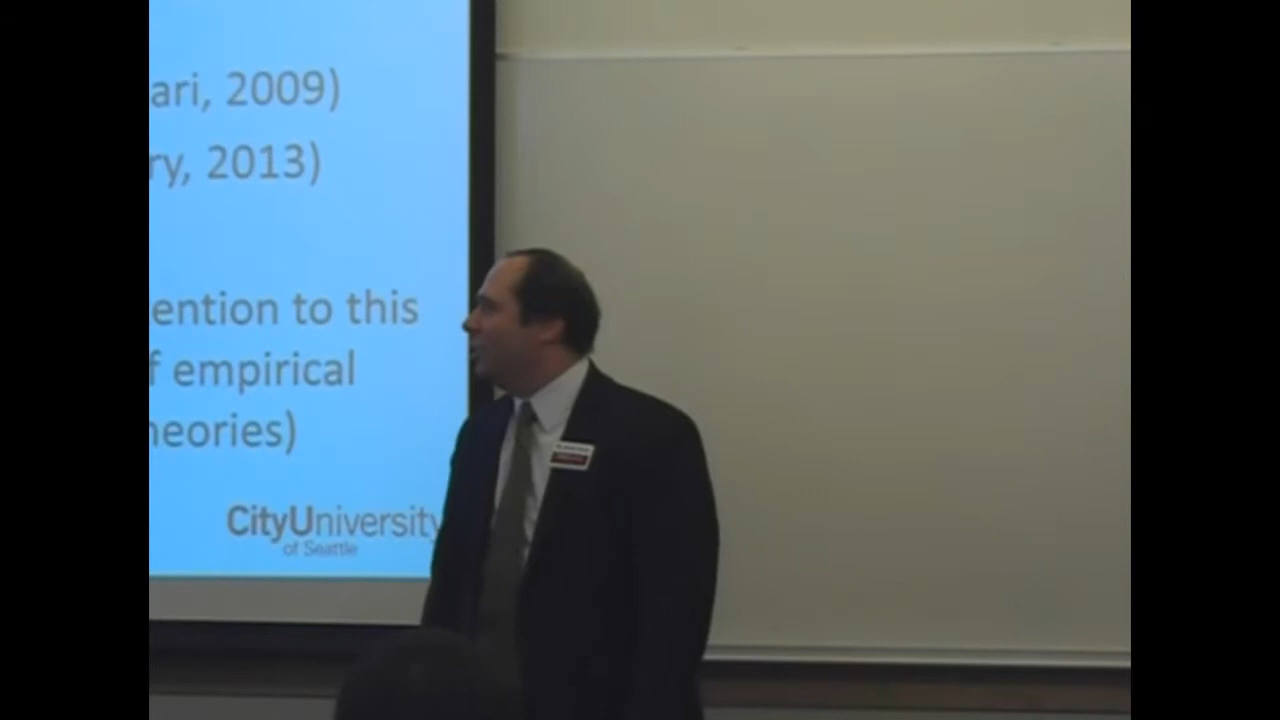 ari, 2009)
ry, 2013)
ention to this
f empirical
heories)
CityUniversity
of Seattle